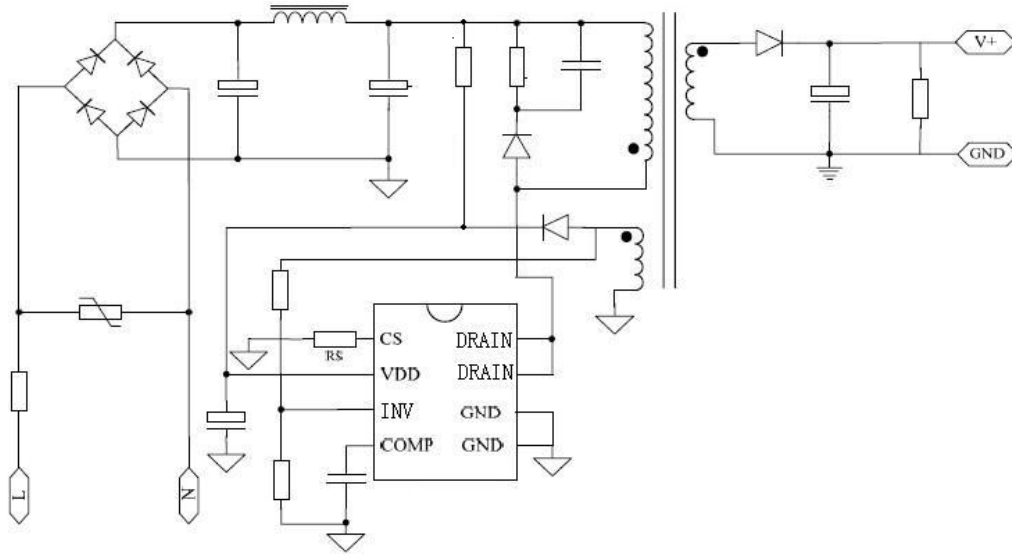 V+
GND
CS
DRAIN
RS
VDD
DRAIN
INV
GND
COMP
GND
L
N